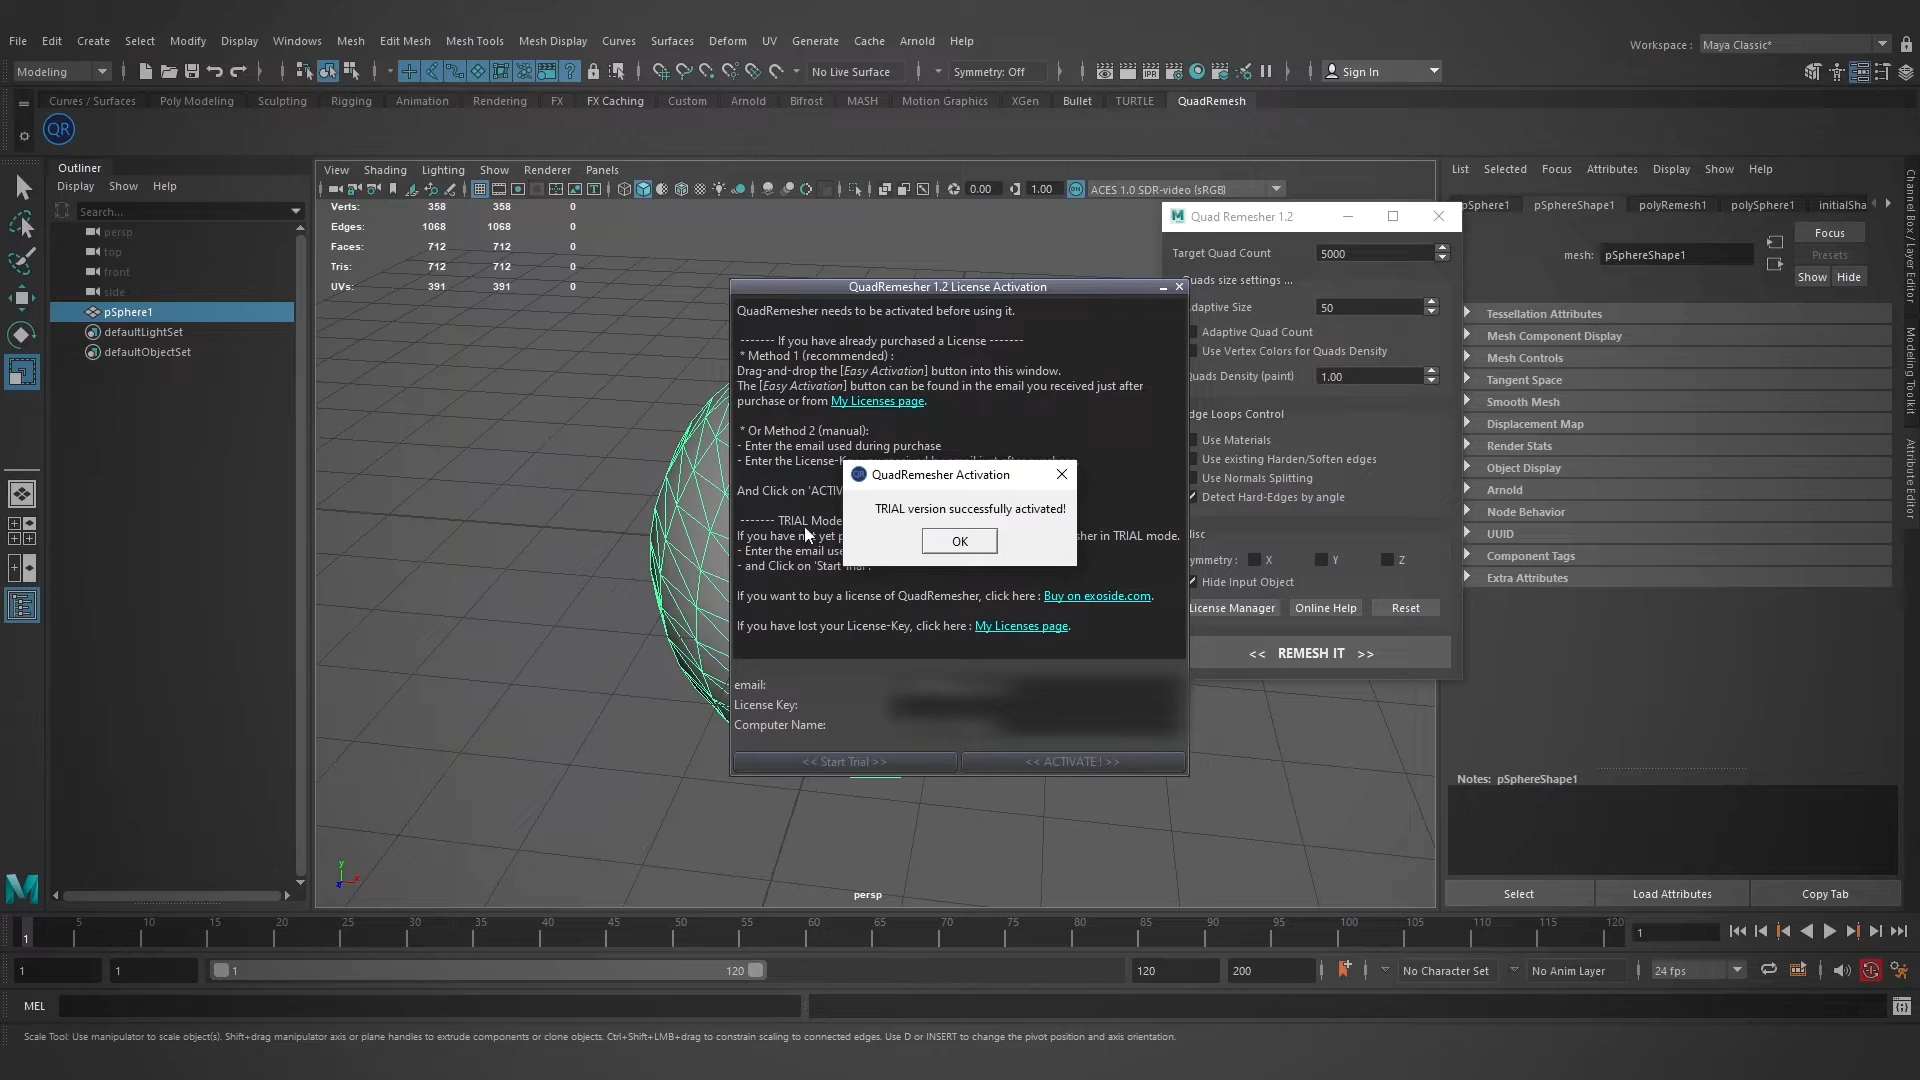 File Edit Create Select Modify Display Windows Mesh Edit Mesh Mesh Tools Mesh Display Curves Surfaces Deform UV Generate Cache Arnold Help
Workspace : Maya Classic*
Modeling
No Live Surface
Symmetry: Off
Sign In
Curves / Surfaces Poly Modeling Sculpting Rigging Animation Rendering FX FX Caching Custom Arnold Bifrost MASH Motion Graphics XGen Bullet TURTLE QuadRemesh
QR
Outliner
Display Show Help
Search...
persp
top
front
side
pSphere1
defaultLightSet
defaultObjectSet
View Shading Lighting Show Renderer Panels
0.00 1.00 ACES 1.0 SDR-video (sRGB)
Verts: 358 358 0
Edges: 1068 1068 0
Faces: 712 712 0
Tris: 712 712 0
UVs: 391 391 0
persp
QuadRemesher 1.2 License Activation
QuadRemesher needs to be activated before using it.
------- If you have already purchased a License -------
* Method 1 (recommended) :
Drag-and-drop the [Easy Activation] button into this window.
The [Easy Activation] button can be found in the email you received just after
purchase or from My Licenses page.
* Or Method 2 (manual):
- Enter the email used during purchase
- Enter the License-
And Click on 'ACTIV
------- TRIAL Mode
If you have not yet p
sher in TRIAL mode.
- Enter the email use
- and Click on 'Start Trial'.
If you want to buy a license of QuadRemesher, click here : Buy on exoside.com.
If you have lost your License-Key, click here : My Licenses page.
email:
License Key:
Computer Name:
<< Start Trial >>
<< ACTIVATE ! >>
QuadRemesher Activation
TRIAL version successfully activated!
OK
Quad Remesher 1.2
Target Quad Count 5000
Quads size settings ...
daptive Size 50
Adaptive Quad Count
Use Vertex Colors for Quads Density
Quads Density (paint) 1.00
dge Loops Control
Use Materials
Use existing Harden/Soften edges
Use Normals Splitting
Detect Hard-Edges by angle
isc
ymmetry : X Y Z
Hide Input Object
License Manager Online Help Reset
<< REMESH IT >>
List Selected Focus Attributes Display Show Help
pSphere1 pSphereShape1 polyRemesh1 polySphere1 initialSha
mesh: pSphereShape1
Focus
Presets
Show Hide
Tessellation Attributes
Mesh Component Display
Mesh Controls
Tangent Space
Smooth Mesh
Displacement Map
Render Stats
Object Display
Arnold
Node Behavior
UUID
Component Tags
Extra Attributes
Notes: pSphereShape1
Select Load Attributes Copy Tab
Channel Box / Layer Editor
Modeling Toolkit
Attribute Editor
1 5 10 15 20 25 30 35 40 45 50 55 60 65 70 75 80 85 90 95 100 105 110 115 120
1
1 1 1 120 120 200 No Character Set No Anim Layer 24 fps
MEL
Scale Tool: Use manipulator to scale object(s). Shift+drag manipulator axis or plane handles to extrude components or clone objects. Ctrl+Shift+LMB+drag to constrain scaling to connected edges. Use D or INSERT to change the pivot position and axis orientation.